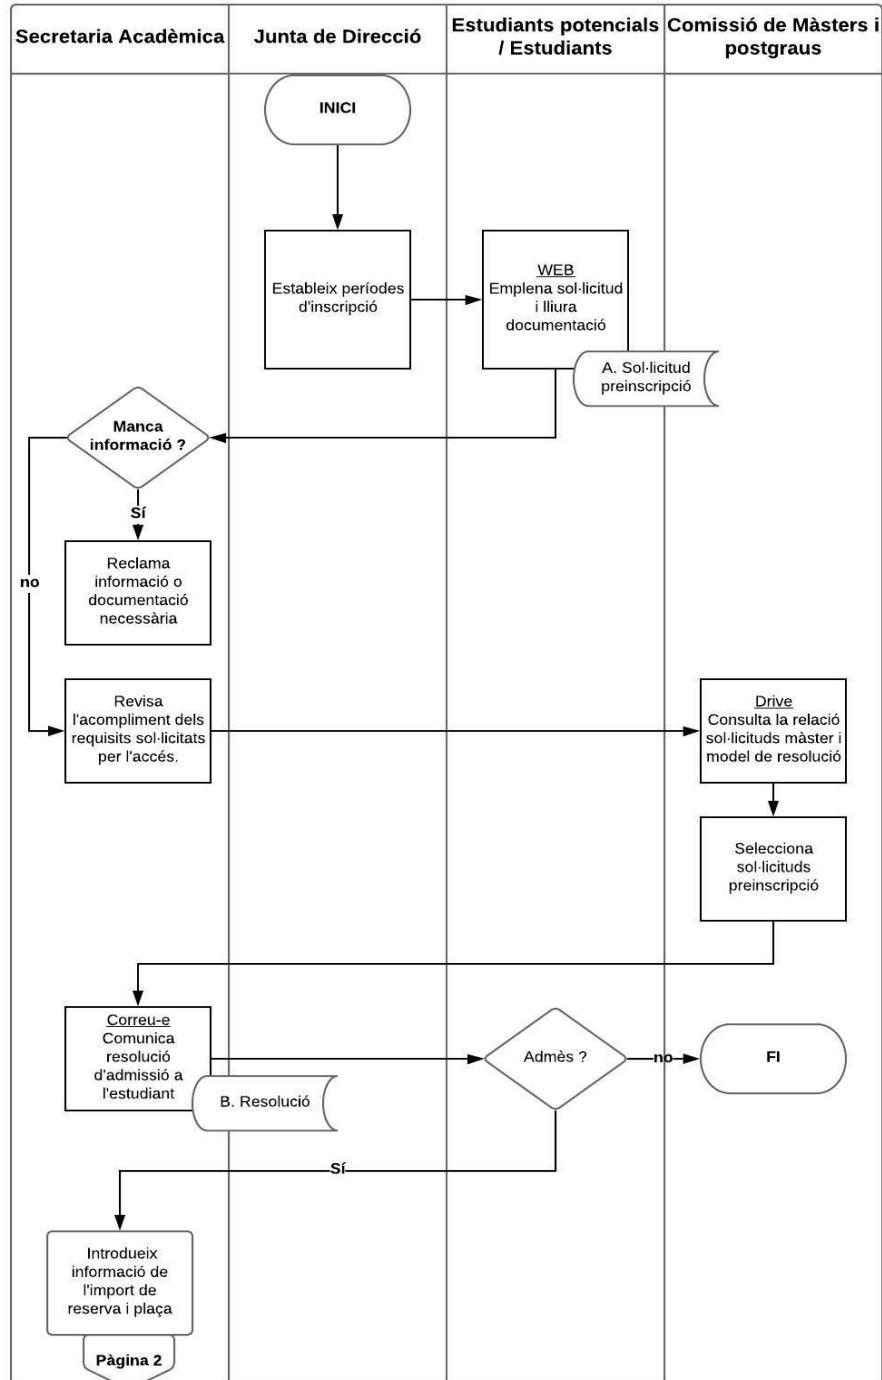 Secretaria Acadèmica
Junta de Direcció
Estudiants potencials
/ Estudiants
Comissió de Màsters i
postgraus
INICI
Estableix períodes
d'inscripció
WEB
Emplena sol·licitud
i lliura
documentació
A. Sol·licitud
preinscripció
Manca
informació ?
Sí
no
Reclama
informació o
documentació
necessària
Revisa
l'acompliment dels
requisits sol·licitats
per l'accés.
Drive
Consulta la relació
sol·licituds màster i
model de resolució
Selecciona
sol·licituds
preinscripció
Correu-e
Comunica
resolució
d'admissió a
l'estudiant
B. Resolució
Admès ?
no
FI
Sí
Introdueix
informació de
l'import de
reserva i plaça
Pàgina 2